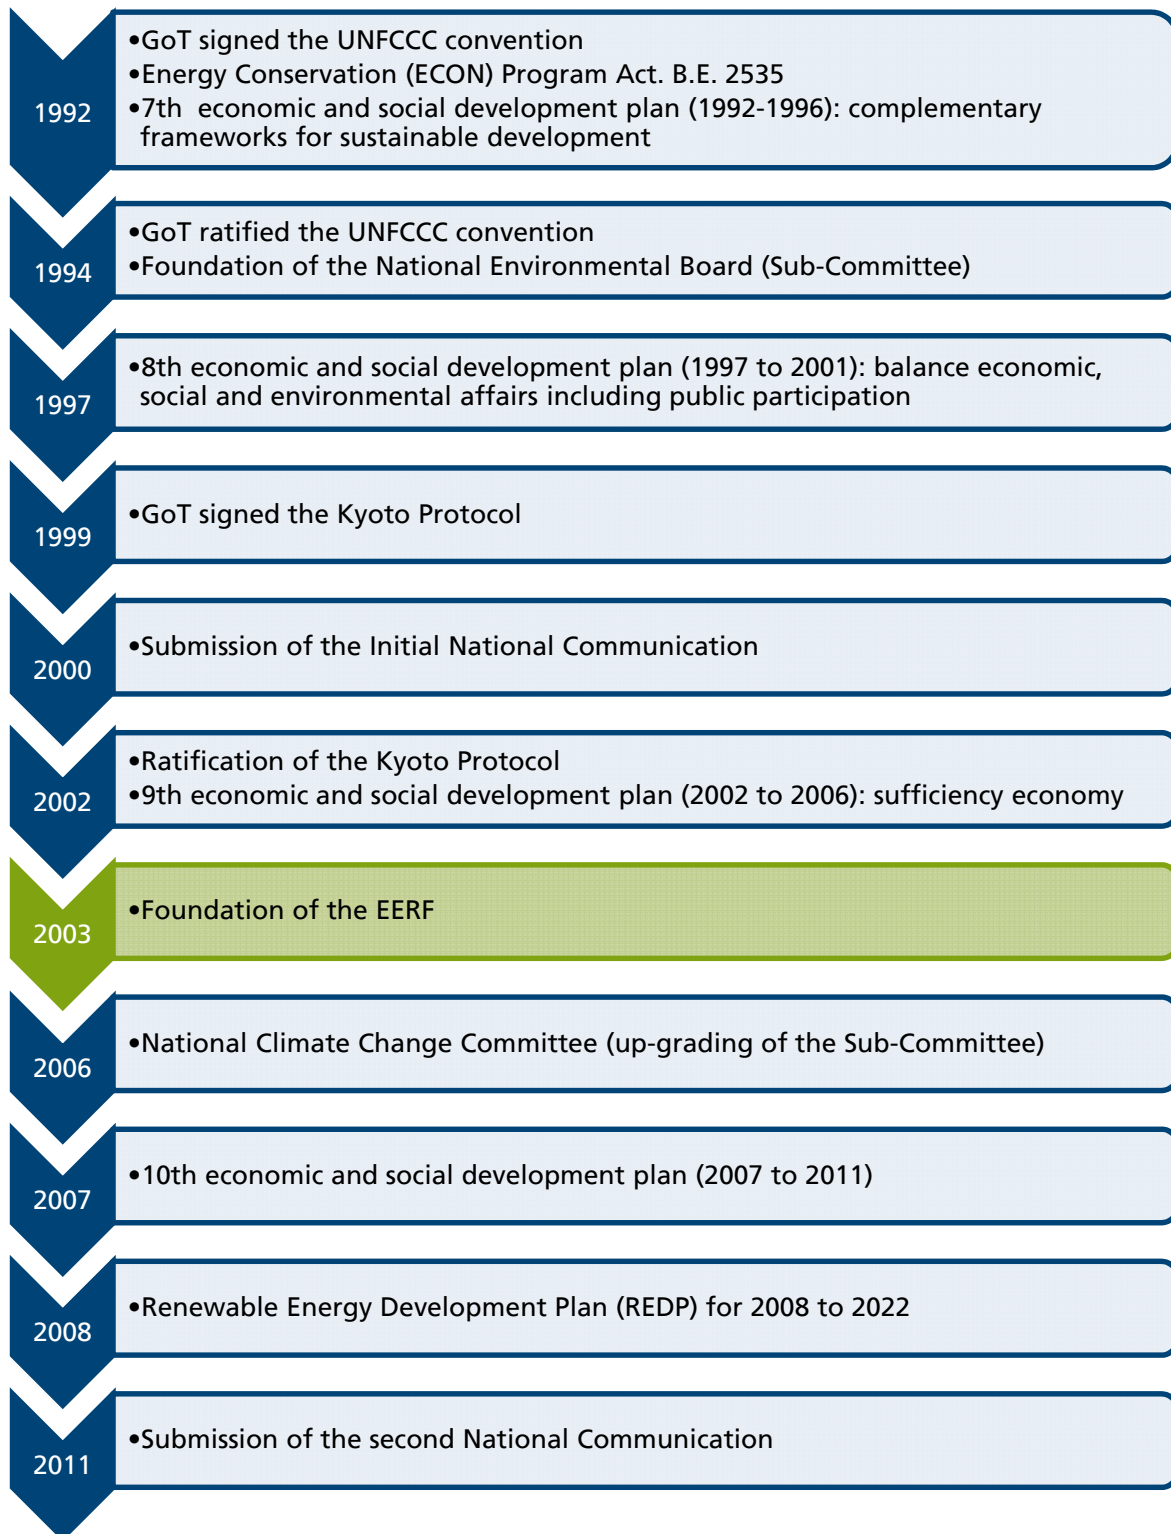 1992
•GoT signed the UNFCCC convention
•Energy Conservation (ECON) Program Act. B.E. 2535
•7th economic and social development plan (1992-1996): complementary
frameworks for sustainable development
1994
•GoT ratified the UNFCCC convention
•Foundation of the National Environmental Board (Sub-Committee)
1997
•8th economic and social development plan (1997 to 2001): balance economic,
social and environmental affairs including public participation
1999
•GoT signed the Kyoto Protocol
2000
•Submission of the Initial National Communication
2002
•Ratification of the Kyoto Protocol
•9th economic and social development plan (2002 to 2006): sufficiency economy
2003
•Foundation of the EERF
2006
•National Climate Change Committee (up-grading of the Sub-Committee)
2007
•10th economic and social development plan (2007 to 2011)
2008
•Renewable Energy Development Plan (REDP) for 2008 to 2022
2011
•Submission of the second National Communication